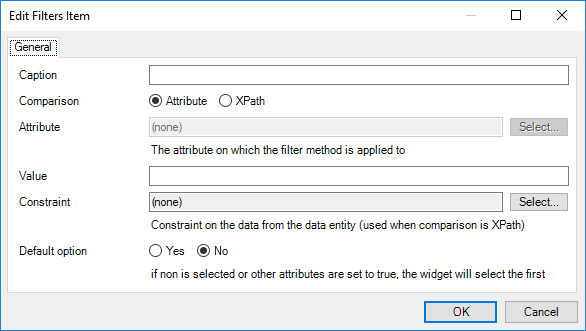 Edit Filters Item
General
Caption
Comparison Attribute XPath
Attribute (none) Select...
The attribute on which the filter method is applied to
Value
Constraint (none) Select...
Constraint on the data from the data entity (used when comparison is XPath)
Default option Yes No
if non is selected or other attributes are set to true, the widget will select the first
OK Cancel